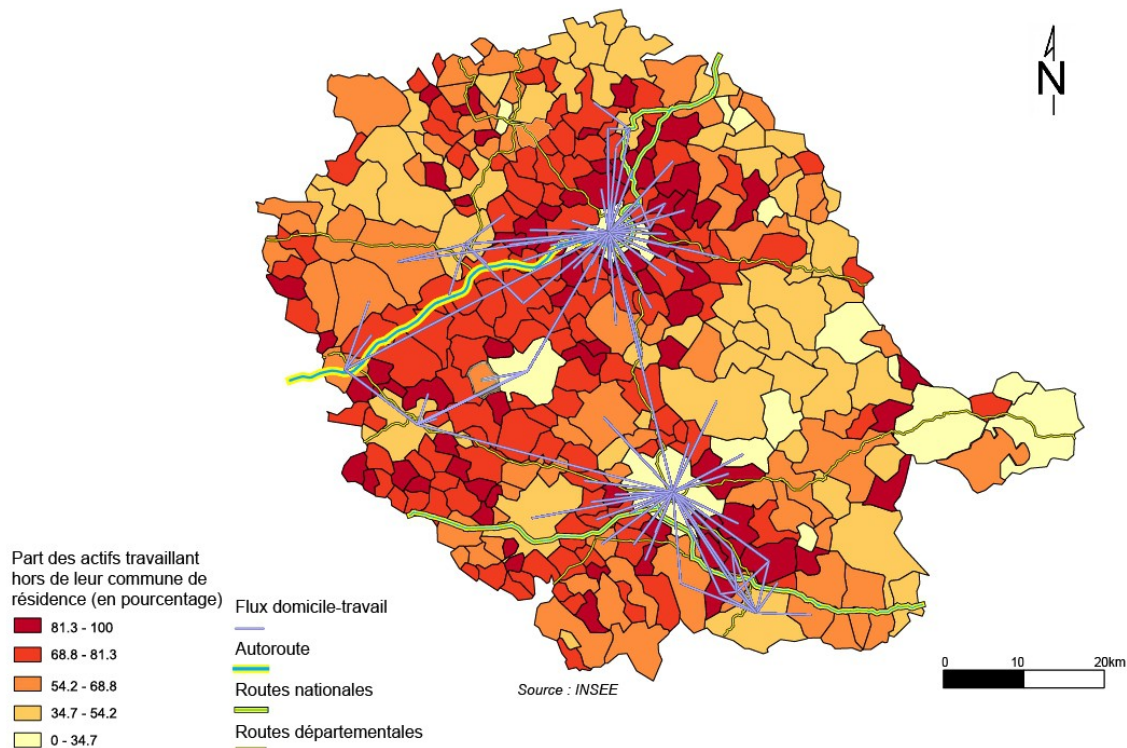 N
Part des actifs travaillant
hors de leur commune de
résidence (en pourcentage)
81.3 - 100
68.8 - 81.3
54.2 - 68.8
34.7 - 54.2
0 - 34.7
Flux domicile-travail
Autoroute
Routes nationales
Routes départementales
Source : INSEE
0 10 20km